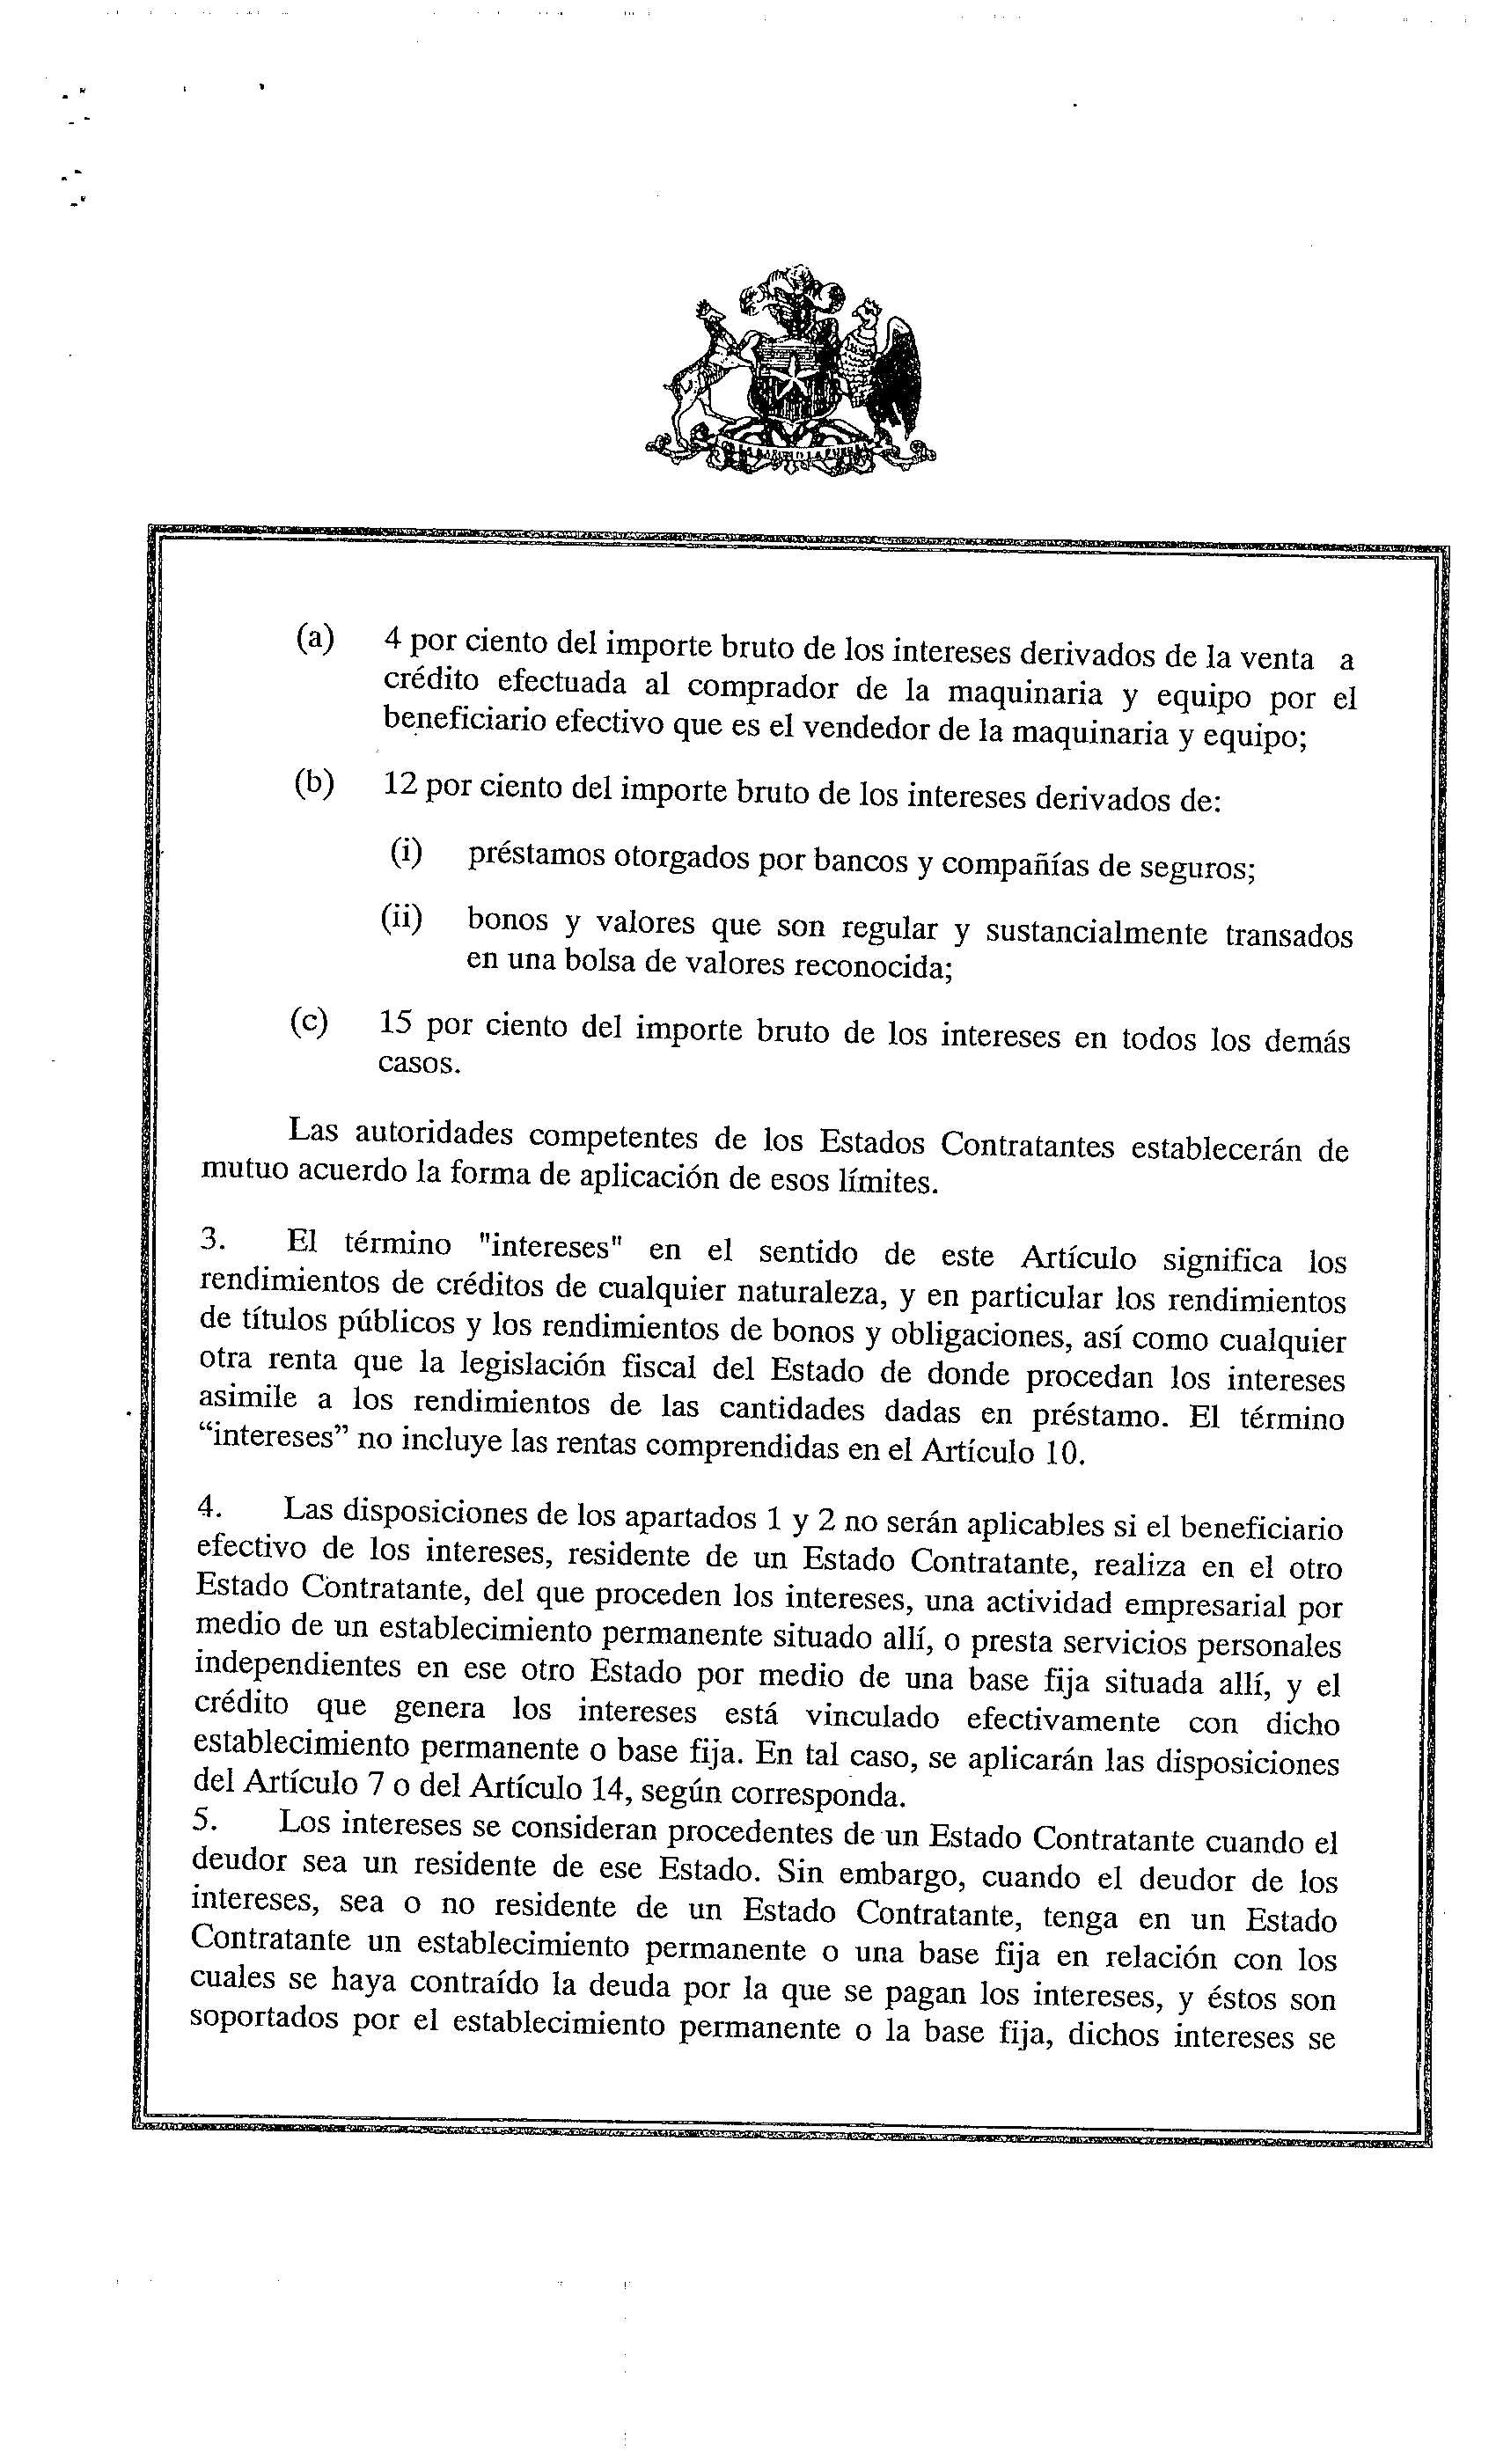 (a) 4 por ciento del importe bruto de los intereses derivados de la venta a
crédito efectuada al comprador de la maquinaria y equipo por el
beneficiario efectivo que es el vendedor de la maquinaria y equipo;
(b) 12 por ciento del importe bruto de los intereses derivados de:
(i) préstamos otorgados por bancos y compañías de seguros;
(ii) bonos y valores que son regular y sustancialmente transados
en una bolsa de valores reconocida;
(c) 15 por ciento del importe bruto de los intereses en todos los demás
casos.
Las autoridades competentes de los Estados Contratantes establecerán de
mutuo acuerdo la forma de aplicación de esos límites.
3. El término "intereses" en el sentido de este Artículo significa los
rendimientos de créditos de cualquier naturaleza, y en particular los rendimientos
de títulos públicos y los rendimientos de bonos y obligaciones, así como cualquier
otra renta que la legislación fiscal del Estado de donde procedan los intereses
asimile a los rendimientos de las cantidades dadas en préstamo. El término
“intereses” no incluye las rentas comprendidas en el Artículo 10.
4. Las disposiciones de los apartados 1 y 2 no serán aplicables si el beneficiario
efectivo de los intereses, residente de un Estado Contratante, realiza en el otro
Estado Contratante, del que proceden los intereses, una actividad empresarial por
medio de un establecimiento permanente situado allí, o presta servicios personales
independientes en ese otro Estado por medio de una base fija situada allí, y el
crédito que genera los intereses está vinculado efectivamente con dicho
establecimiento permanente o base fija. En tal caso, se aplicarán las disposiciones
del Artículo 7 o del Artículo 14, según corresponda.
5. Los intereses se consideran procedentes de un Estado Contratante cuando el
deudor sea un residente de ese Estado. Sin embargo, cuando el deudor de los
intereses, sea o no residente de un Estado Contratante, tenga en un Estado
Contratante un establecimiento permanente o una base fija en relación con los
cuales se haya contraído la deuda por la que se pagan los intereses, y éstos son
soportados por el establecimiento permanente o la base fija, dichos intereses se